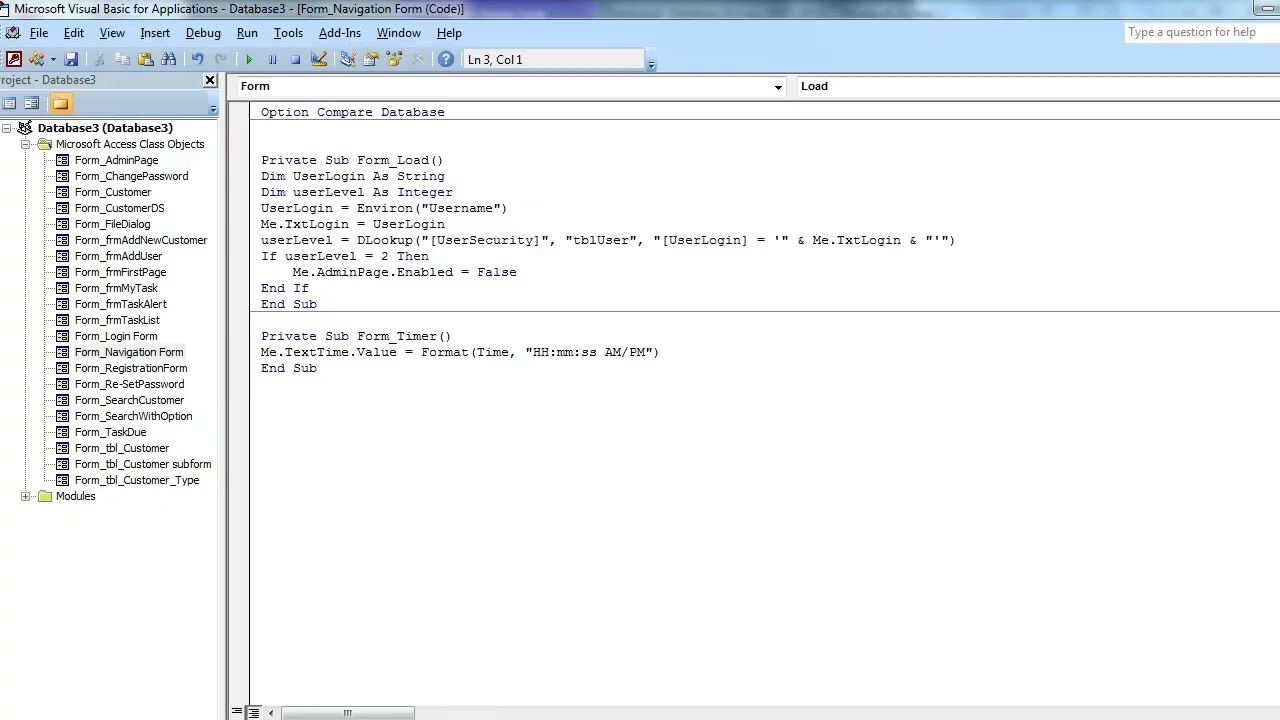 Microsoft Visual Basic for Applications - Database3 - [Form_Navigation Form (Code)]
File Edit View Insert Debug Run Tools Add-Ins Window Help
Type a question for help
Ln 3, Col 1
roject - Database3
Form Load
Database3 (Database3)
Microsoft Access Class Objects
Form_AdminPage
Form_ChangePassword
Form_Customer
Form_CustomerDS
Form_FileDialog
Form_frmAddNewCustomer
Form_frmAddUser
Form_frmFirstPage
Form_frmMyTask
Form_frmTaskAlert
Form_frmTaskList
Form_Login Form
Form_Navigation Form
Form_RegistrationForm
Form_Re-SetPassword
Form_SearchCustomer
Form_SearchWithOption
Form_TaskDue
Form_tbl_Customer
Form_tbl_Customer subform
Form_tbl_Customer_Type
Modules
Option Compare Database
Private Sub Form_Load()
Dim UserLogin As String
Dim userLevel As Integer
UserLogin = Environ("Username")
Me.TxtLogin = UserLogin
userLevel = DLookup("[UserSecurity]", "tblUser", "[UserLogin] = '" & Me.TxtLogin & "'")
If userLevel = 2 Then
Me.AdminPage.Enabled = False
End If
End Sub
Private Sub Form_Timer()
Me.TextTime.Value = Format(Time, "HH:mm:ss AM/PM")
End Sub